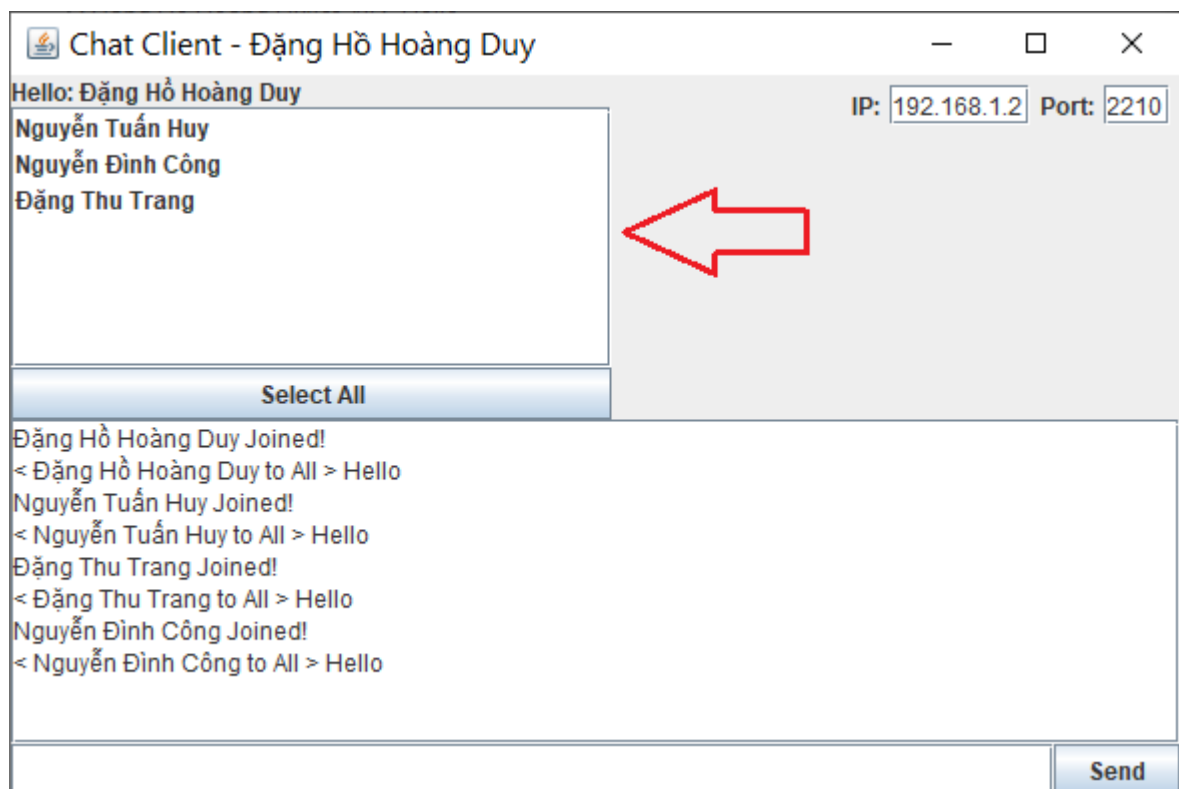 Chat Client - Đặng Hồ Hoàng Duy
Hello: Đặng Hồ Hoàng Duy
IP: 192.168.1.2 Port: 2210
Nguyễn Tuấn Huy
Nguyễn Đình Công
Đặng Thu Trang
Select All
Đặng Hồ Hoàng Duy Joined!
< Đặng Hồ Hoàng Duy to All > Hello
Nguyễn Tuấn Huy Joined!
< Nguyễn Tuấn Huy to All > Hello
Đặng Thu Trang Joined!
< Đặng Thu Trang to All > Hello
Nguyễn Đình Công Joined!
< Nguyễn Đình Công to All > Hello
Send